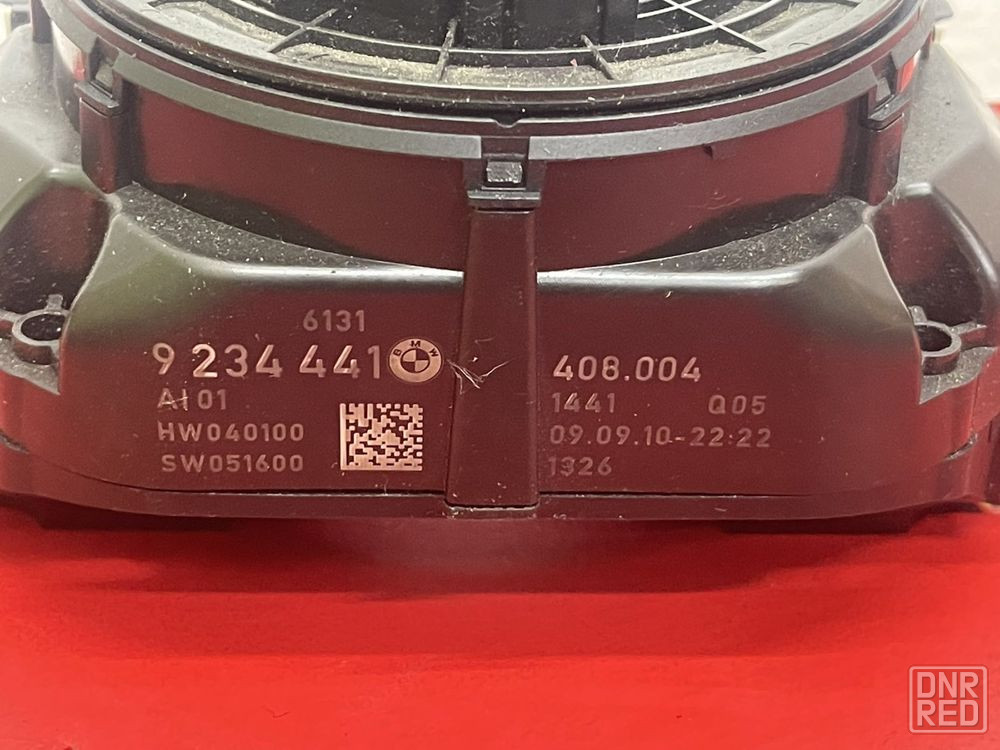 6131
9 234 441
BMW
AI 01
HW040100
SW051600
408.004
1441 Q05
09.09.10-22:22
1326
DNR
RED